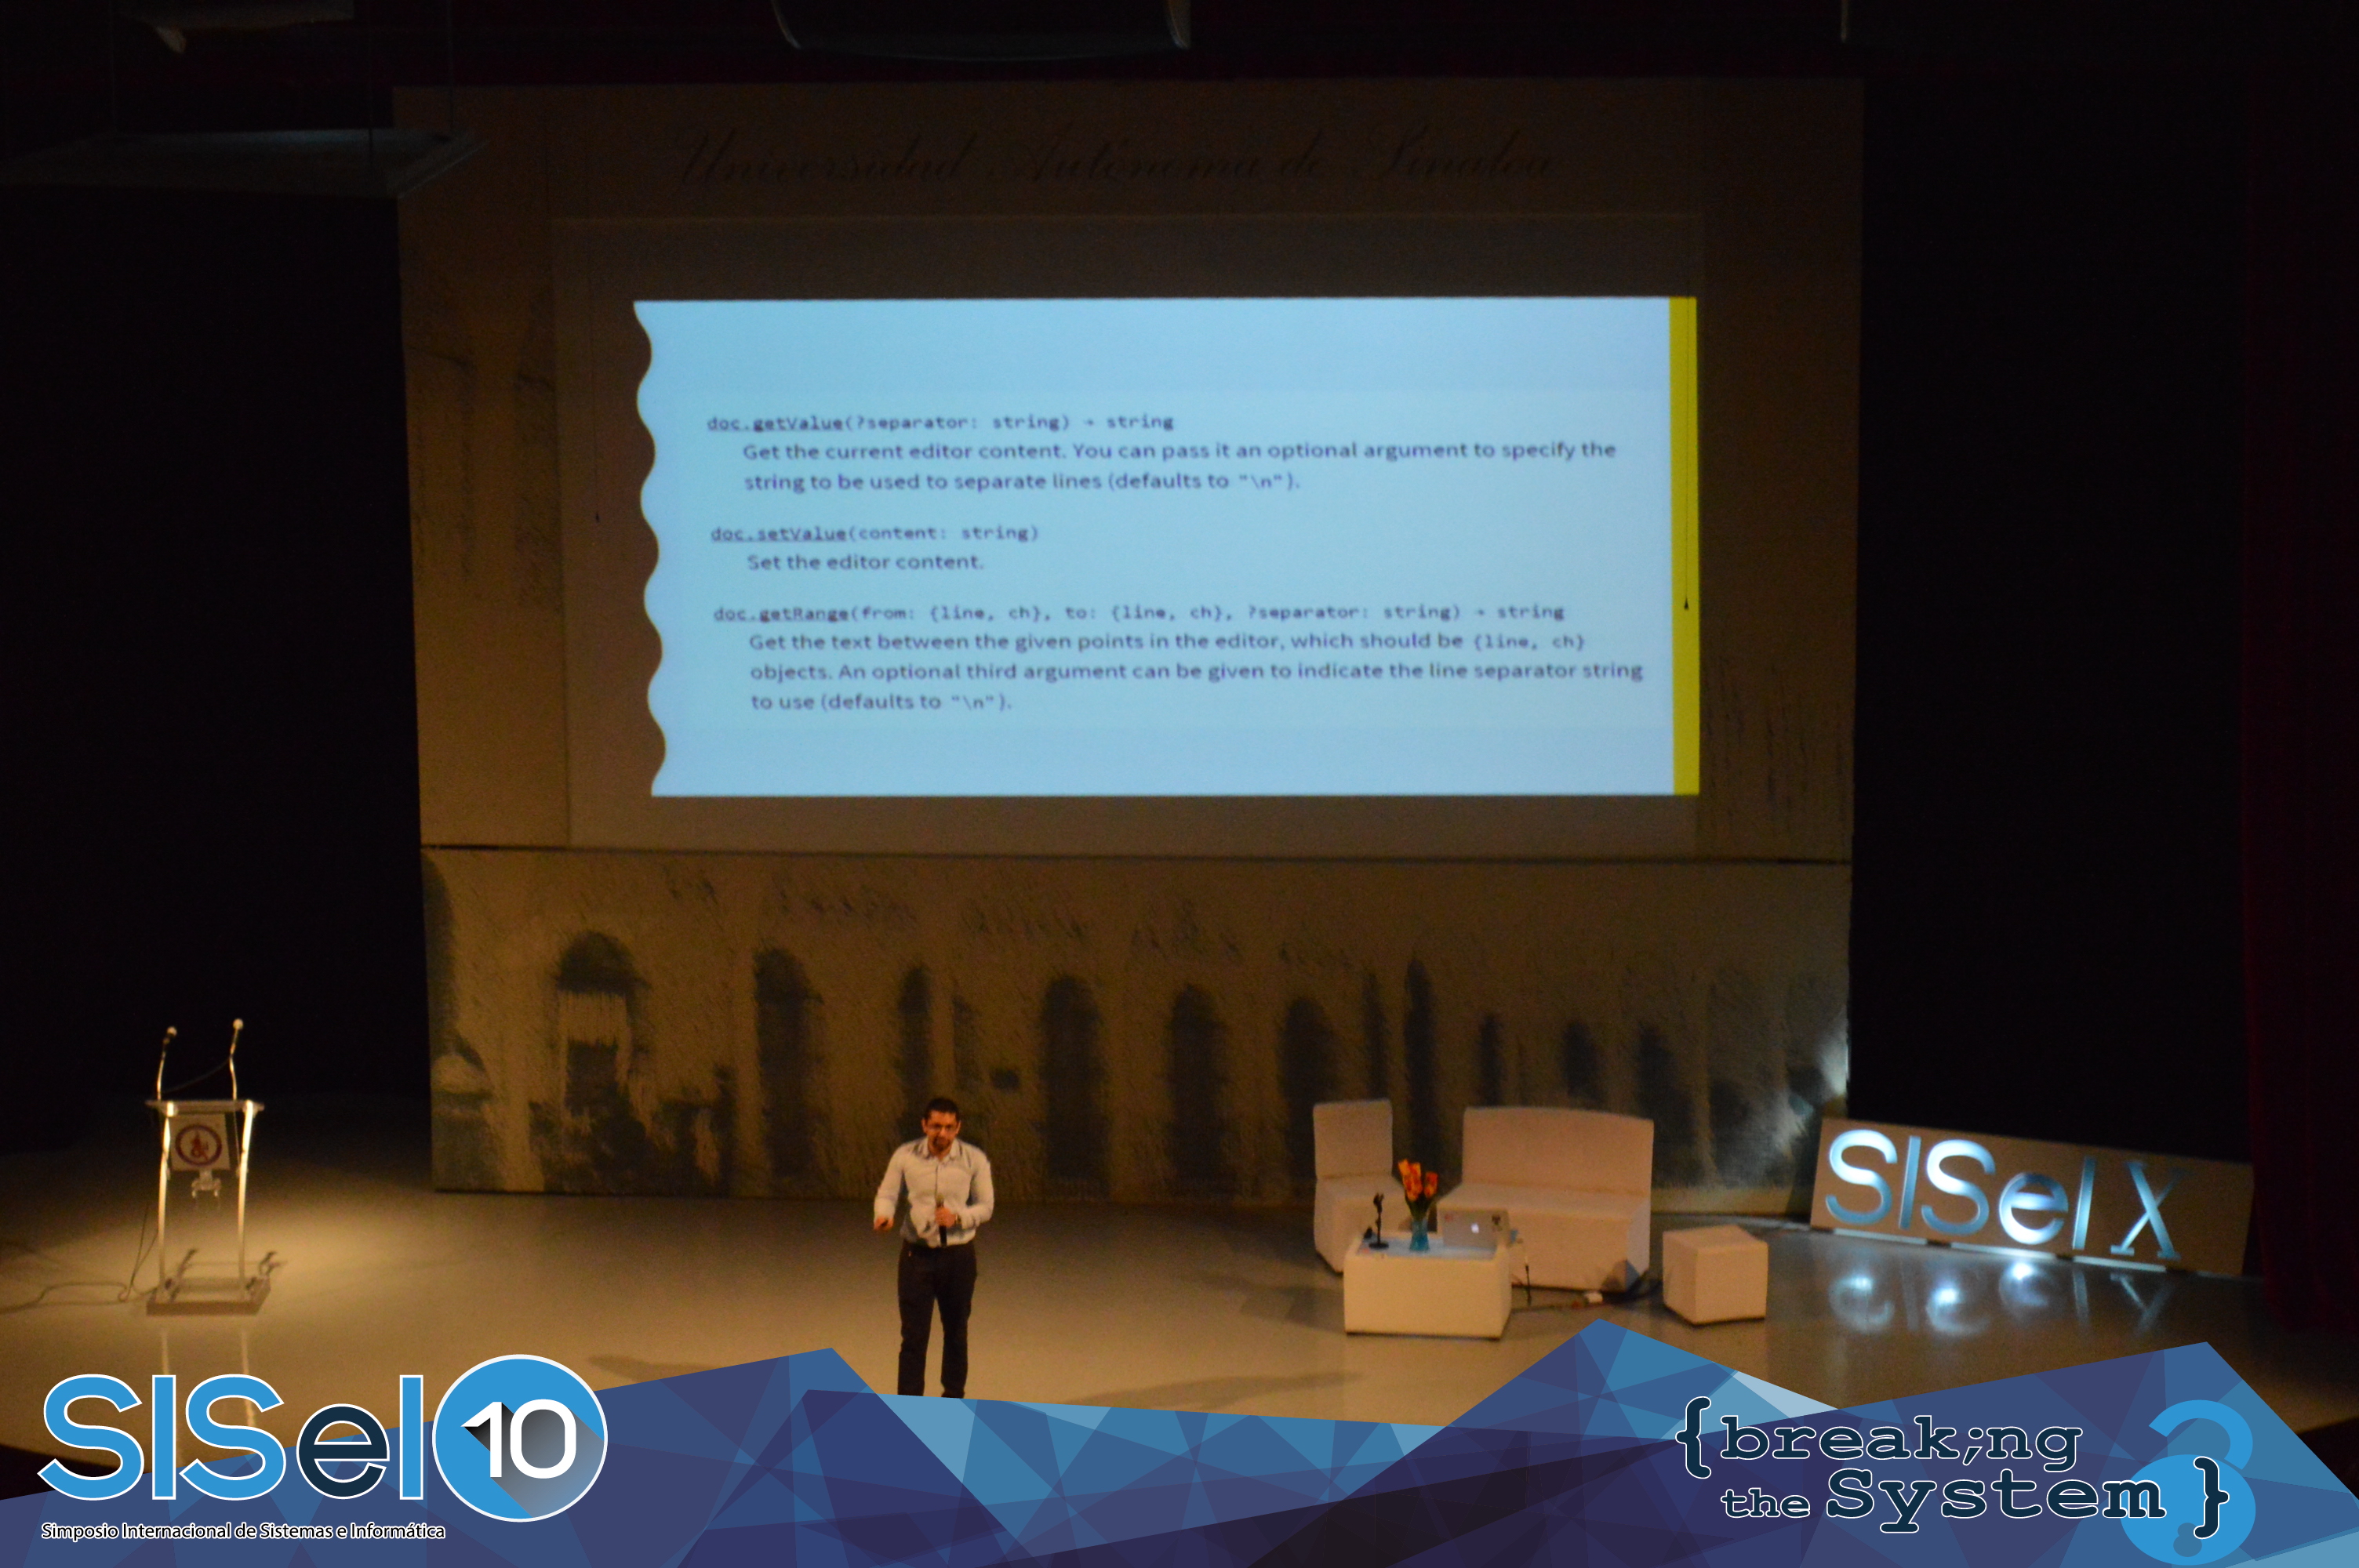 Universidad Autónoma de Sinaloa
doc.getValue(?separator: string) → string
Get the current editor content. You can pass it an optional argument to specify the
string to be used to separate lines (defaults to "\n").
doc.setValue(content: string)
Set the editor content.
doc.getRange(from: {line, ch}, to: {line, ch}, ?separator: string) → string
Get the text between the given points in the editor, which should be {line, ch}
objects. An optional third argument can be given to indicate the line separator string
to use (defaults to "\n").
SISeI X
SISeI 10
Simposio Internacional de Sistemas e Informática
{break;ng
the System}